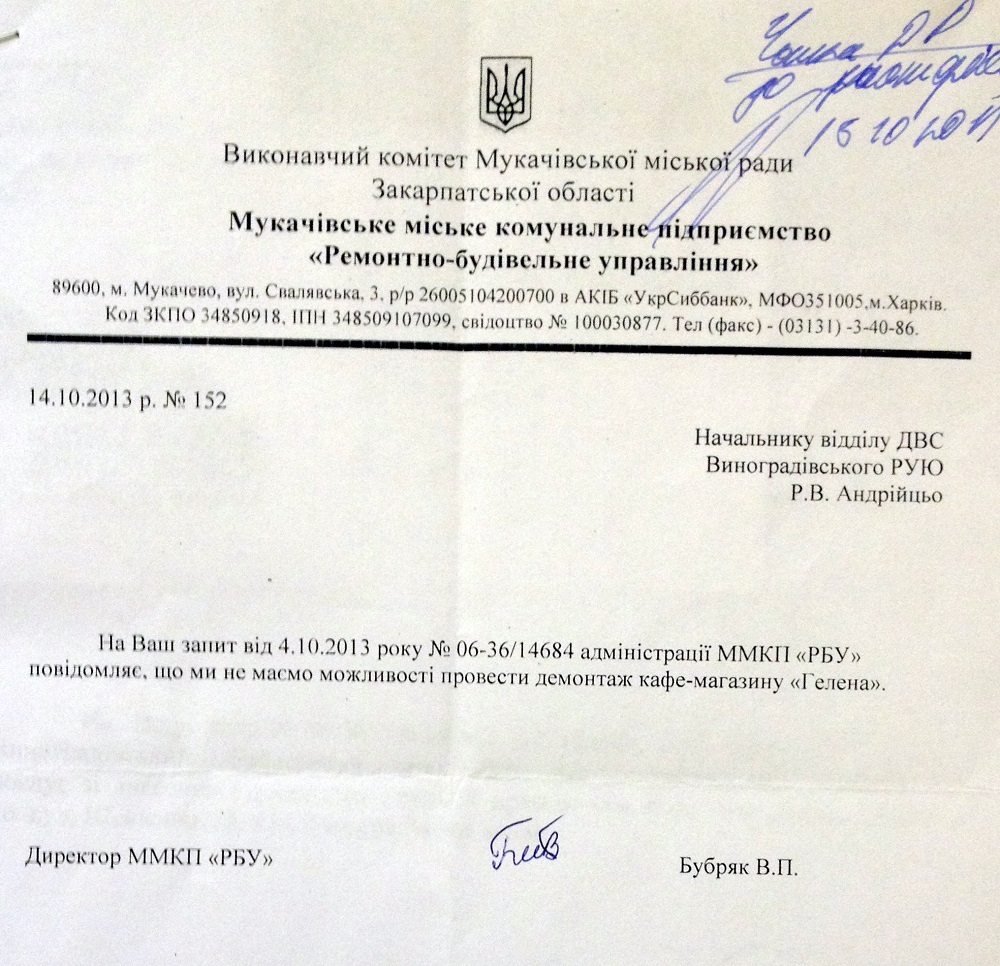 15 10 2011
Виконавчий комітет Мукачівської міської ради
Закарпатської області
Мукачівське міське комунальне підприємство
«Ремонтно-будівельне управління»
89600, м. Мукачево, вул. Свалявська, 3, р/р 26005104200700 в АКІБ «УкрСиббанк», МФО351005,м.Харків.
Код ЗКПО 34850918, ІПН 348509107099, свідоцтво № 100030877. Тел (факс) - (03131) -3-40-86.
14.10.2013 р. № 152
Начальнику відділу ДВС
Виноградівського РУЮ
Р.В. Андрійцьо
На Ваш запит від 4.10.2013 року № 06-36/14684 адміністрації ММКП «РБУ»
повідомляє, що ми не маємо можливості провести демонтаж кафе-магазину «Гелена».
Директор ММКП «РБУ»
Бубряк В.П.